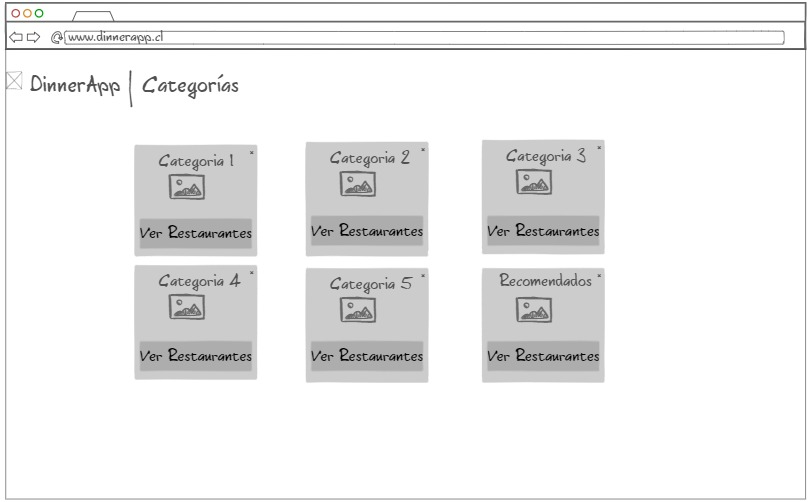 www.dinnerapp.cl
DinnerApp | Categorías
Categoria 1
Categoria 2
Categoria 3
Ver Restaurantes
Ver Restaurantes
Ver Restaurantes
Categoria 4
Categoria 5
Recomendados
Ver Restaurantes
Ver Restaurantes
Ver Restaurantes